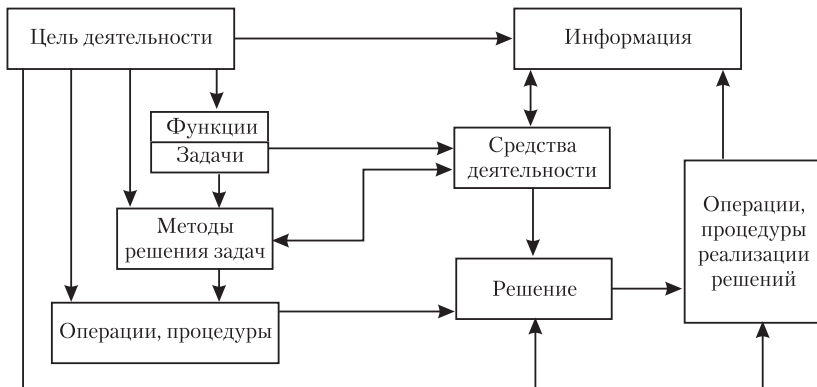 Цель деятельности
Информация
Функции
Задачи
Средства
деятельности
Методы
решения задач
Операции,
процедуры
реализации
решений
Решение
Операции, процедуры